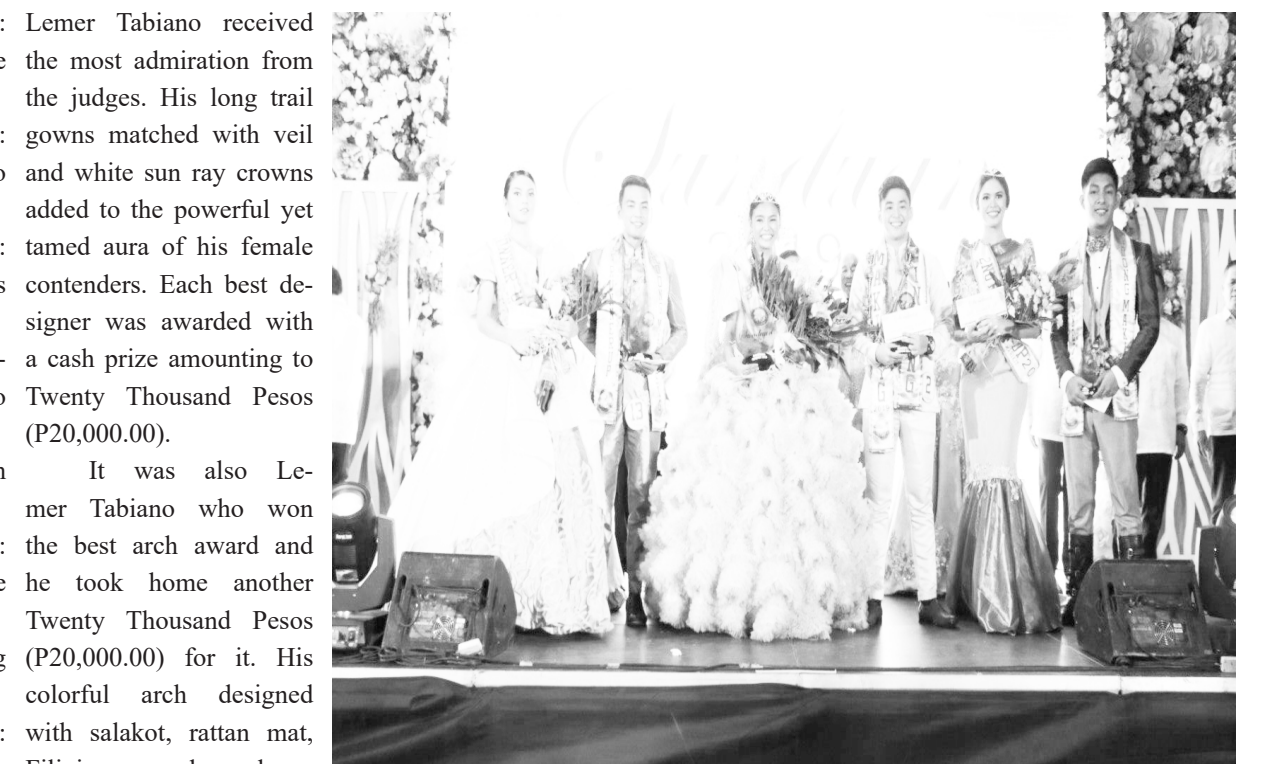 : Lemer Tabiano received
e the most admiration from
the judges. His long trail
: gowns matched with veil
o and white sun ray crowns
added to the powerful yet
: tamed aura of his female
s contenders. Each best de-
signer was awarded with
- a cash prize amounting to
o Twenty Thousand Pesos
(P20,000.00).
n It was also Le-
mer Tabiano who won
: the best arch award and
e he took home another
Twenty Thousand Pesos
g (P20,000.00) for it. His
colorful arch designed
: with salakot, rattan mat,